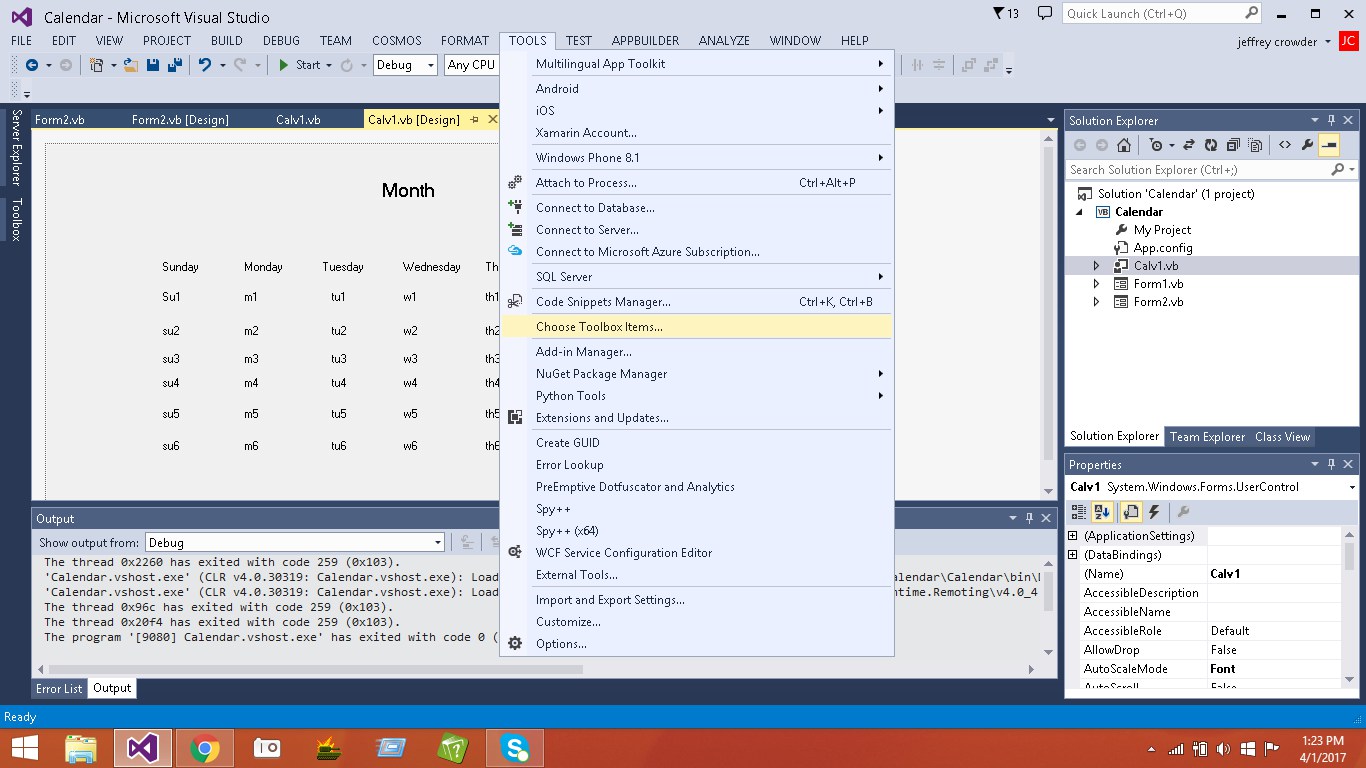 Calendar - Microsoft Visual Studio
13
Quick Launch (Ctrl+Q)
FILE EDIT VIEW PROJECT BUILD DEBUG TEAM COSMOS FORMAT TOOLS TEST APPBUILDER ANALYZE WINDOW HELP
jeffrey crowder JC
Start Debug Any CPU
Server Explorer
Toolbox
Form2.vb Form2.vb [Design] Calv1.vb Calv1.vb [Design]
Month
Sunday Monday Tuesday Wednesday Th
Su1 m1 tu1 w1 th1
su2 m2 tu2 w2 th2
su3 m3 tu3 w3 th3
su4 m4 tu4 w4 th4
su5 m5 tu5 w5 th5
su6 m6 tu6 w6 th6
Multilingual App Toolkit
Android
iOS
Xamarin Account...
Windows Phone 8.1
Attach to Process... Ctrl+Alt+P
Connect to Database...
Connect to Server...
Connect to Microsoft Azure Subscription...
SQL Server
Code Snippets Manager... Ctrl+K, Ctrl+B
Choose Toolbox Items...
Add-in Manager...
NuGet Package Manager
Python Tools
Extensions and Updates...
Create GUID
Error Lookup
PreEmptive Dotfuscator and Analytics
Spy++
Spy++ (x64)
WCF Service Configuration Editor
External Tools...
Import and Export Settings...
Customize...
Options...
Solution Explorer
Search Solution Explorer (Ctrl+;)
Solution 'Calendar' (1 project)
VB Calendar
My Project
App.config
Calv1.vb
Form1.vb
Form2.vb
Solution Explorer Team Explorer Class View
Properties
Calv1 System.Windows.Forms.UserControl
(ApplicationSettings)
(DataBindings)
(Name) Calv1
AccessibleDescription
AccessibleName
AccessibleRole Default
AllowDrop False
AutoScaleMode Font
AutoScroll False
Output
Show output from: Debug
The thread 0x2260 has exited with code 259 (0x103).
'Calendar.vshost.exe' (CLR v4.0.30319: Calendar.vshost.exe): Load alendar\Calendar\bin\
'Calendar.vshost.exe' (CLR v4.0.30319: Calendar.vshost.exe): Load ntime.Remoting\v4.0_4
The thread 0x96c has exited with code 259 (0x103).
The thread 0x20f4 has exited with code 259 (0x103).
The program '[9080] Calendar.vshost.exe' has exited with code 0 (
Error List Output
Ready
1:23 PM
4/1/2017